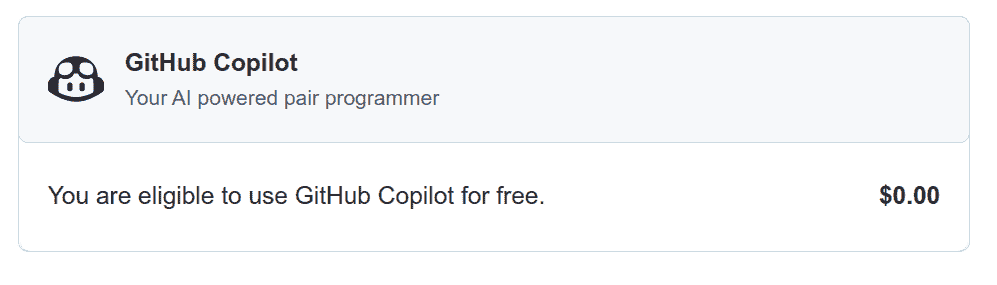 GitHub Copilot
Your AI powered pair programmer
You are eligible to use GitHub Copilot for free. $0.00